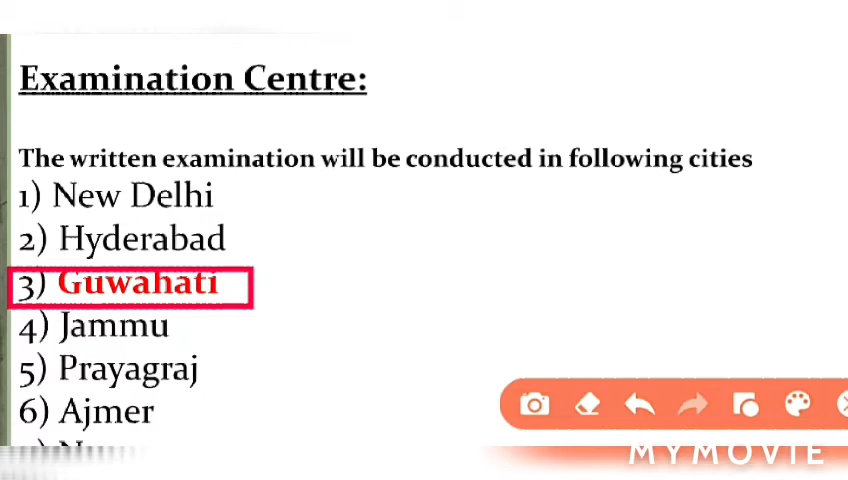 Examination Centre:
The written examination will be conducted in following cities
1) New Delhi
2) Hyderabad
3) Guwahati
4) Jammu
5) Prayagraj
6) Ajmer
MYMOVIE